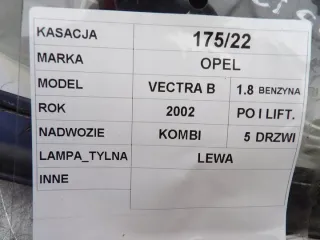 KASACJA 175/22
MARKA OPEL
MODEL VECTRA B 1.8 BENZYNA
ROK 2002 PO I LIFT.
NADWOZIE KOMBI 5 DRZWI
LAMPA_TYLNA LEWA
INNE